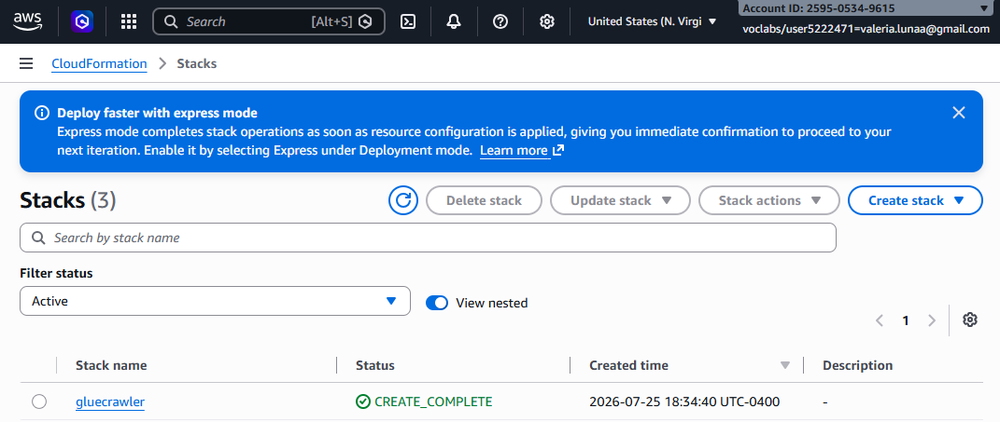 aws
Search [Alt+S]
United States (N. Virgi
Account ID: 2595-0534-9615
voclabs/user5222471=valeria.lunaa@gmail.com
CloudFormation > Stacks
Deploy faster with express mode
Express mode completes stack operations as soon as resource configuration is applied, giving you immediate confirmation to proceed to your
next iteration. Enable it by selecting Express under Deployment mode. Learn more
Stacks (3)
Delete stack
Update stack
Stack actions
Create stack
Search by stack name
Filter status
Active
View nested
1
Stack name Status Created time Description
gluecrawler CREATE_COMPLETE 2026-07-25 18:34:40 UTC-0400 -